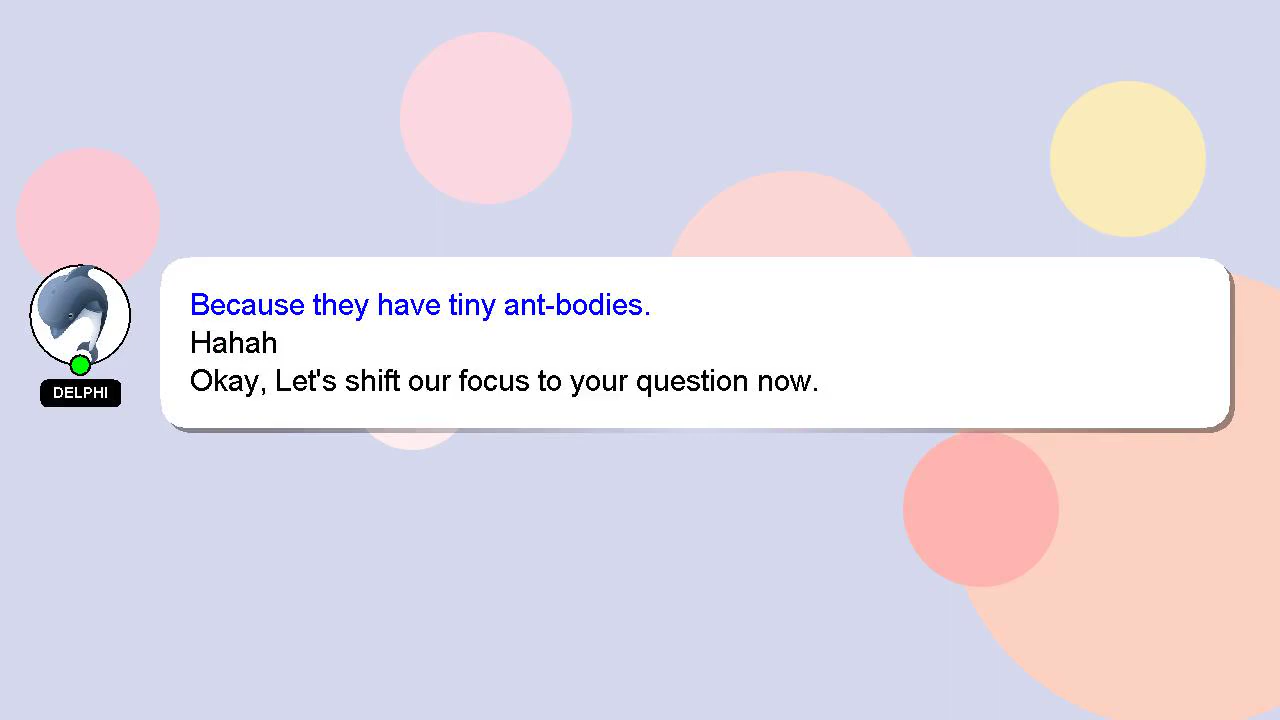 Because they have tiny ant-bodies.
Hahah
Okay, Let's shift our focus to your question now.
DELPHI